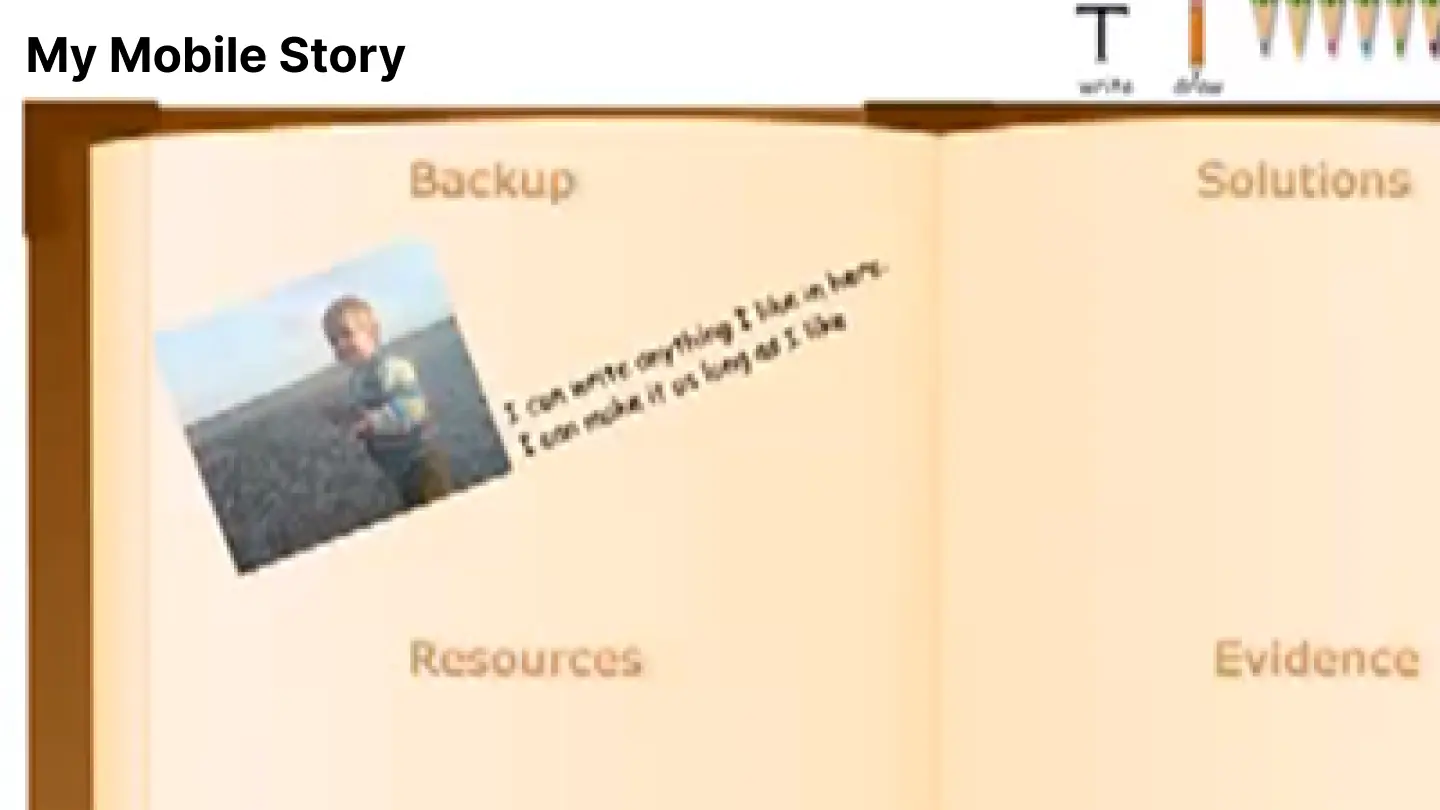 My Mobile Story
write draw
Backup
Solutions
I can write anything I like in here.
I can make it as long as I like
Resources
Evidence